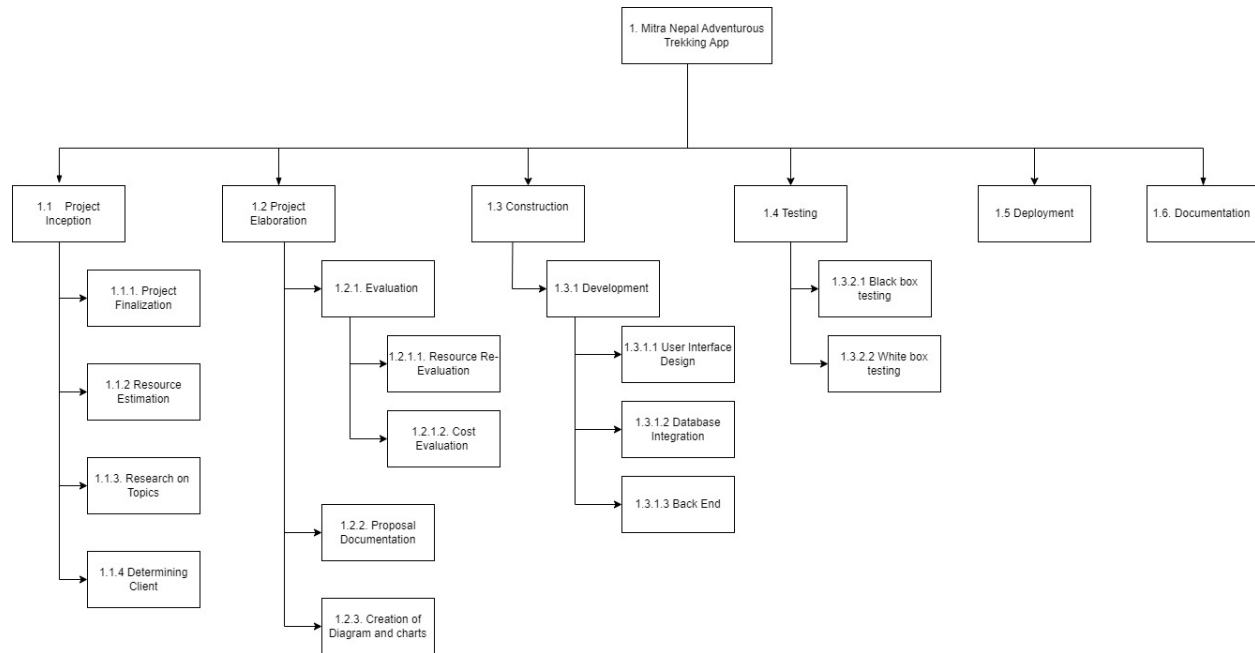 1. Mitra Nepal Adventurous
Trekking App
1.1 Project
Inception
1.2 Project
Elaboration
1.3 Construction
1.4 Testing
1.5 Deployment
1.6. Documentation
1.1.1. Project
Finalization
1.1.2 Resource
Estimation
1.1.3. Research on
Topics
1.1.4 Determining
Client
1.2.1. Evaluation
1.2.1.1. Resource Re-
Evaluation
1.2.1.2. Cost
Evaluation
1.2.2. Proposal
Documentation
1.2.3. Creation of
Diagram and charts
1.3.1 Development
1.3.1.1 User Interface
Design
1.3.1.2 Database
Integration
1.3.1.3 Back End
1.3.2.1 Black box
testing
1.3.2.2 White box
testing